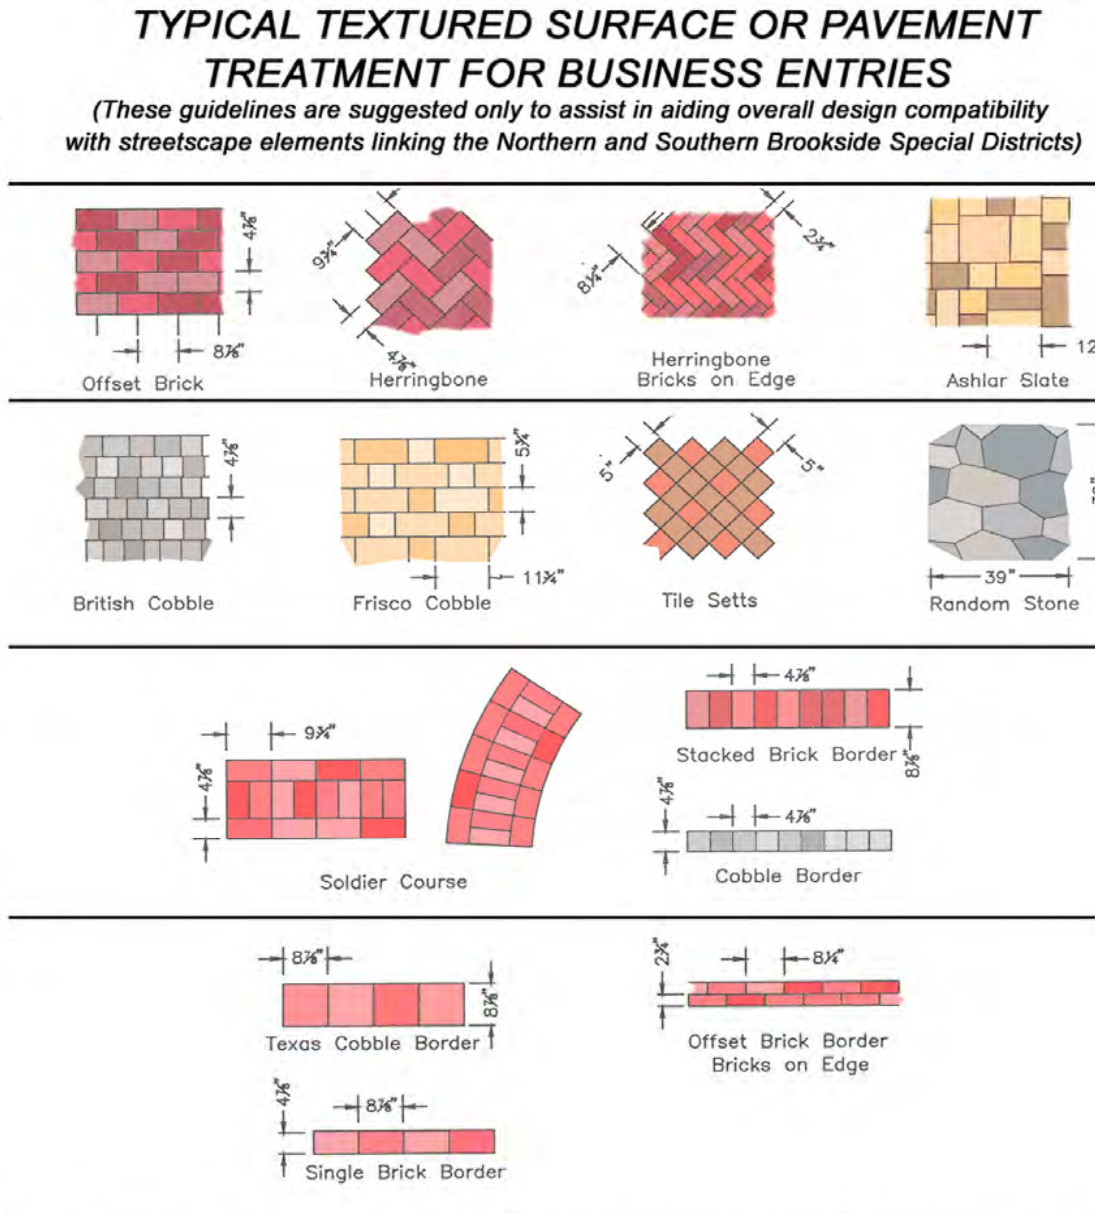 TYPICAL TEXTURED SURFACE OR PAVEMENT
TREATMENT FOR BUSINESS ENTRIES
(These guidelines are suggested only to assist in aiding overall design compatibility
with streetscape elements linking the Northern and Southern Brookside Special Districts)
4⅞"
8⅞"
Offset Brick
9¾"
4⅞"
Herringbone
2¾"
8¼"
Herringbone
Bricks on Edge
12
Ashlar Slate
4⅞"
British Cobble
5¾"
11¾"
Frisco Cobble
5"
5"
Tile Setts
39"
Random Stone
9¾"
4⅞"
Soldier Course
4⅞"
8⅞"
Stacked Brick Border
4⅞"
4⅞"
Cobble Border
8⅞"
8⅞"
Texas Cobble Border
2¾"
8¼"
Offset Brick Border
Bricks on Edge
4⅞"
8⅞"
Single Brick Border